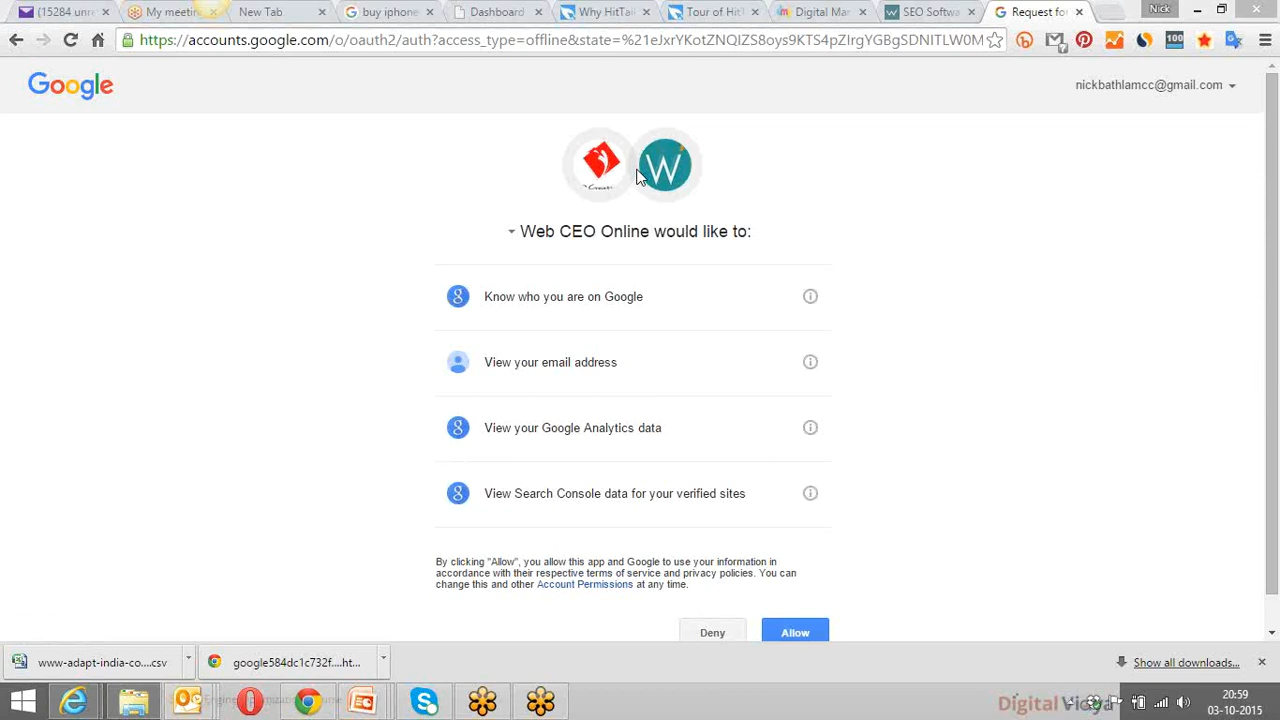 (15284 unre
My meetin
New Tab
buy iphone
Dashboard
Why HitTail
Tour of HitT
Digital Mar
SEO Softwa
Request for
Nick
https://accounts.google.com/o/oauth2/auth?access_type=offline&state=%21eJxrYKotZNQIZS8oys9KTS4pZIrgYGBgSDNITLW0M
100
Google
nickbathlamcc@gmail.com
W
Web CEO Online would like to:
Know who you are on Google
View your email address
View your Google Analytics data
View Search Console data for your verified sites
By clicking "Allow", you allow this app and Google to use your information in
accordance with their respective terms of service and privacy policies. You can
change this and other Account Permissions at any time.
Deny
Allow
www-adapt-india-co....csv
google584dc1c732f....ht...
Show all downloads...
Digital Vidya
20:59
03-10-2015